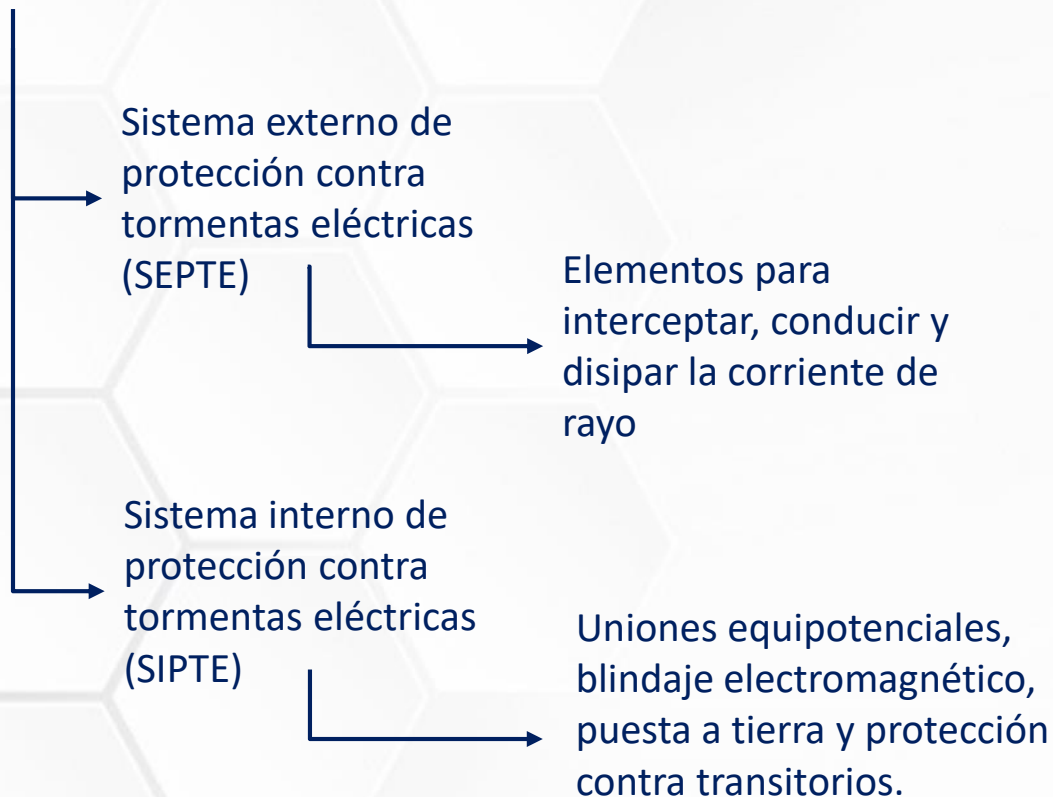 Sistema externo de
protección contra
tormentas eléctricas
(SEPTE)
Elementos para
interceptar, conducir y
disipar la corriente de
rayo
Sistema interno de
protección contra
tormentas eléctricas
(SIPTE)
Uniones equipotenciales,
blindaje electromagnético,
puesta a tierra y protección
contra transitorios.